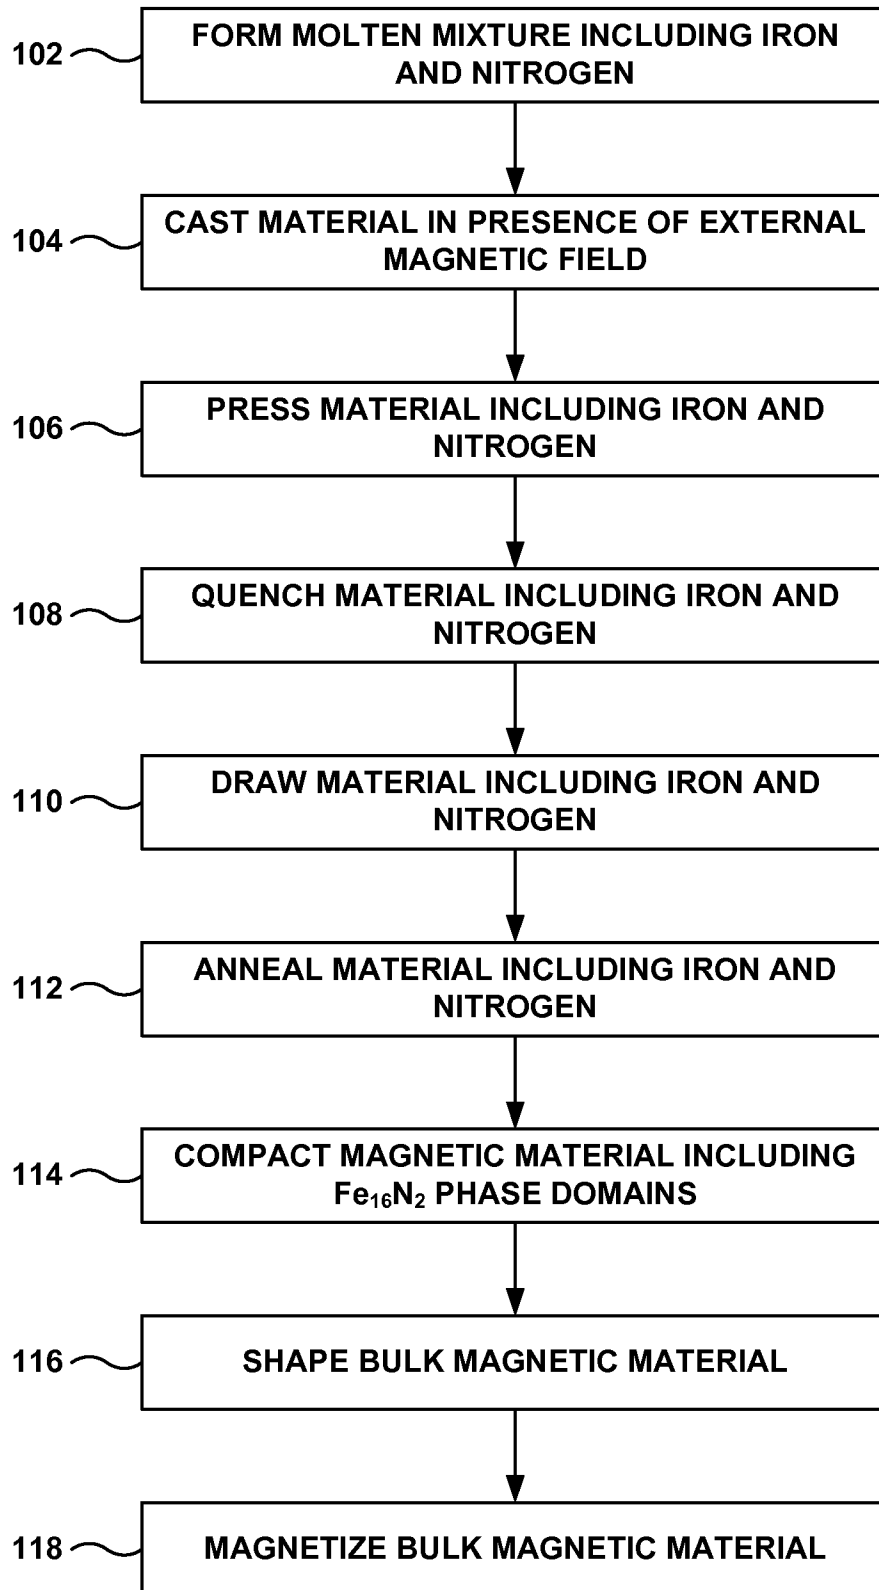 102
FORM MOLTEN MIXTURE INCLUDING IRON
AND NITROGEN
104
CAST MATERIAL IN PRESENCE OF EXTERNAL
MAGNETIC FIELD
106
PRESS MATERIAL INCLUDING IRON AND
NITROGEN
108
QUENCH MATERIAL INCLUDING IRON AND
NITROGEN
110
DRAW MATERIAL INCLUDING IRON AND
NITROGEN
112
ANNEAL MATERIAL INCLUDING IRON AND
NITROGEN
114
COMPACT MAGNETIC MATERIAL INCLUDING
Fe₁₆N₂ PHASE DOMAINS
116
SHAPE BULK MAGNETIC MATERIAL
118
MAGNETIZE BULK MAGNETIC MATERIAL